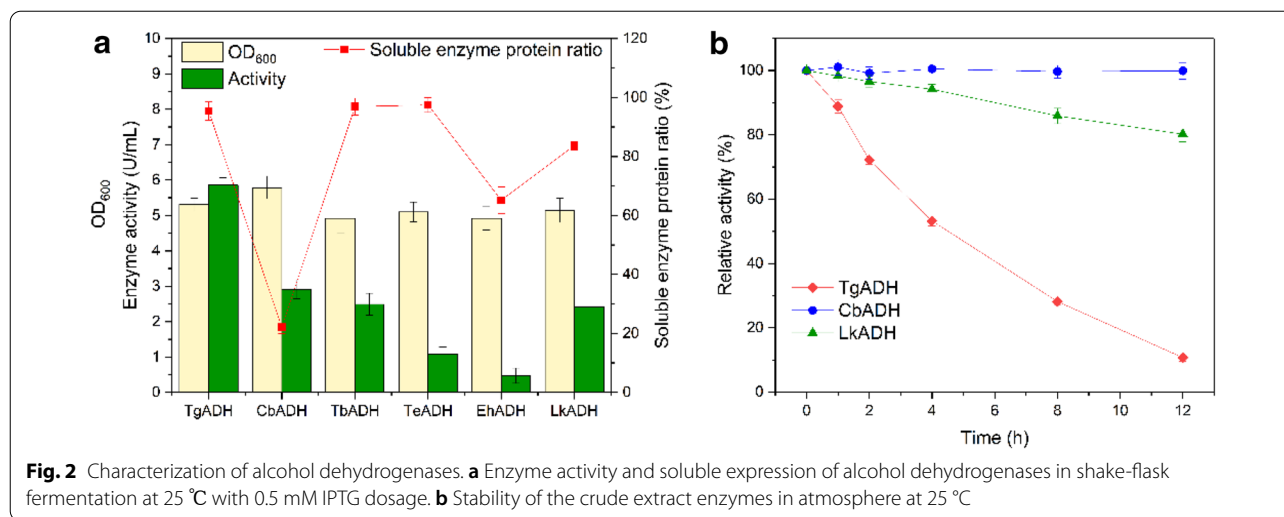 a
OD600
Activity
Soluble enzyme protein ratio
OD600
Enzyme activity (U/mL)
10
9
8
7
6
5
4
3
2
1
0
120
100
80
60
40
20
0
Soluble enzyme protein ratio (%)
TgADH CbADH TbADH TeADH EhADH LkADH
b
Relative activity (%)
100
80
60
40
20
0
TgADH
CbADH
LkADH
0 2 4 6 8 10 12
Time (h)
Fig. 2 Characterization of alcohol dehydrogenases. a Enzyme activity and soluble expression of alcohol dehydrogenases in shake-flask
fermentation at 25 ℃ with 0.5 mM IPTG dosage. b Stability of the crude extract enzymes in atmosphere at 25 °C